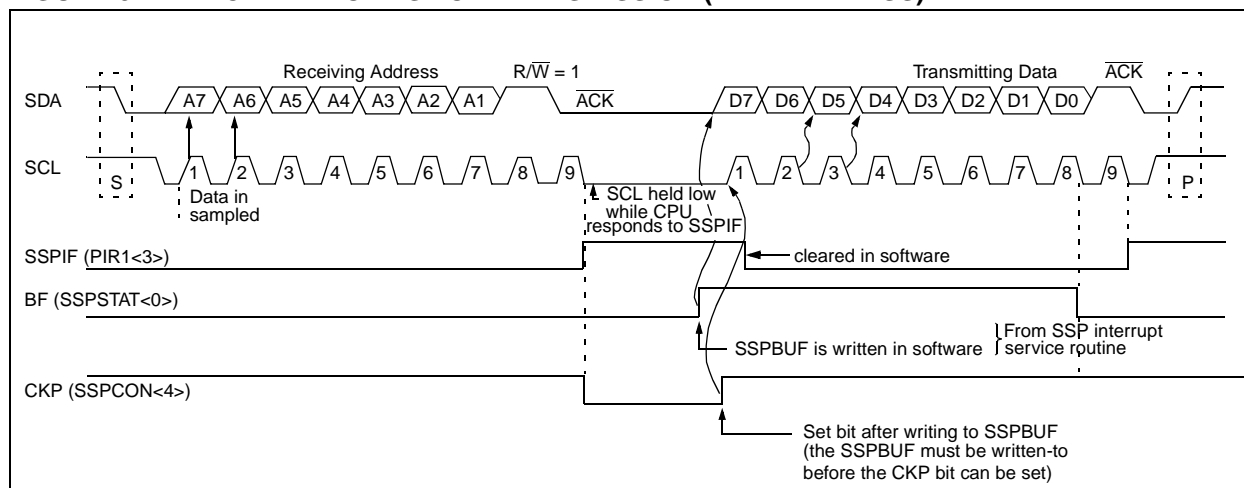 Receiving Address R/W = 1 Transmitting Data ACK
SDA A7 A6 A5 A4 A3 A2 A1 ACK D7 D6 D5 D4 D3 D2 D1 D0
SCL S 1 2 3 4 5 6 7 8 9 1 2 3 4 5 6 7 8 9 P
Data in
sampled
SCL held low
while CPU
responds to SSPIF
SSPIF (PIR1<3>)
cleared in software
BF (SSPSTAT<0>)
SSPBUF is written in software
From SSP interrupt
service routine
CKP (SSPCON<4>)
Set bit after writing to SSPBUF
(the SSPBUF must be written-to
before the CKP bit can be set)